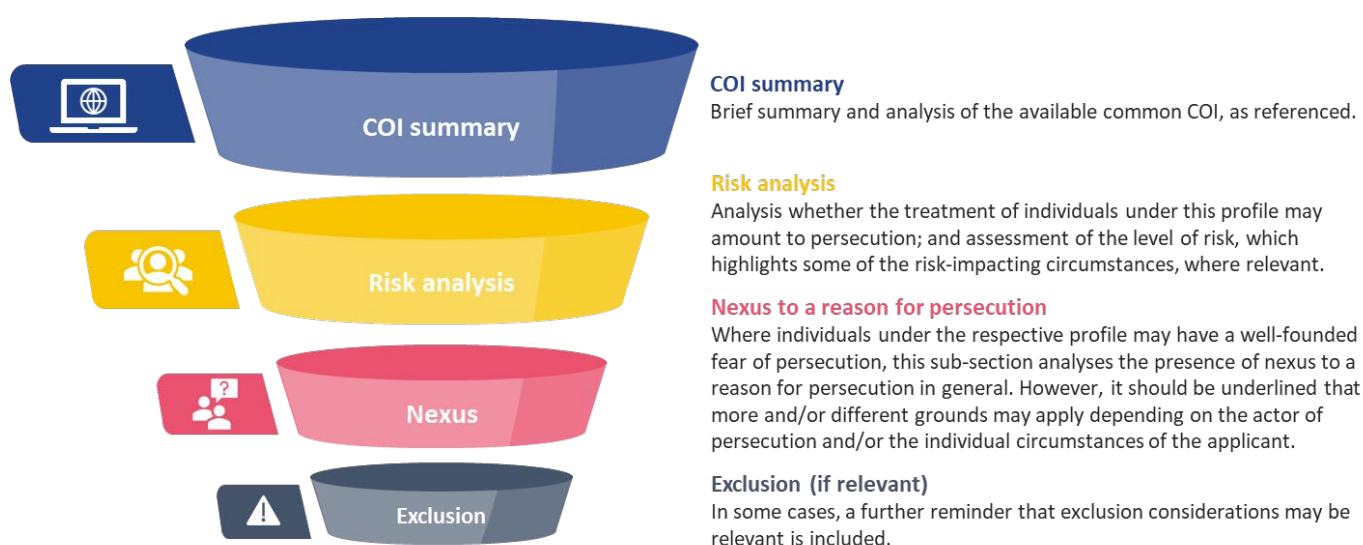 COI summary
Risk analysis
?
Nexus
Exclusion
COI summary
Brief summary and analysis of the available common COI, as referenced.
Risk analysis
Analysis whether the treatment of individuals under this profile may
amount to persecution; and assessment of the level of risk, which
highlights some of the risk-impacting circumstances, where relevant.
Nexus to a reason for persecution
Where individuals under the respective profile may have a well-founded
fear of persecution, this sub-section analyses the presence of nexus to a
reason for persecution in general. However, it should be underlined that
more and/or different grounds may apply depending on the actor of
persecution and/or the individual circumstances of the applicant.
Exclusion (if relevant)
In some cases, a further reminder that exclusion considerations may be
relevant is included.